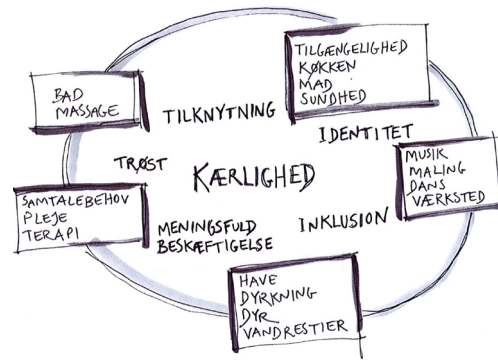 TILGÆNGELIGHED
KØKKEN
MAD
SUNDHED
BAD
MASSAGE
TILKNYTNING
IDENTITET
TRØST
KÆRLIGHED
MUSIK
MALING
DANS
VÆRKSTED
SAMTALEBEHOV
PLEJE
TERAPI
MENINGSFULD
BESKÆFTIGELSE
INKLUSION
HAVE
DYRKNING
DYR
VANDRESTIER